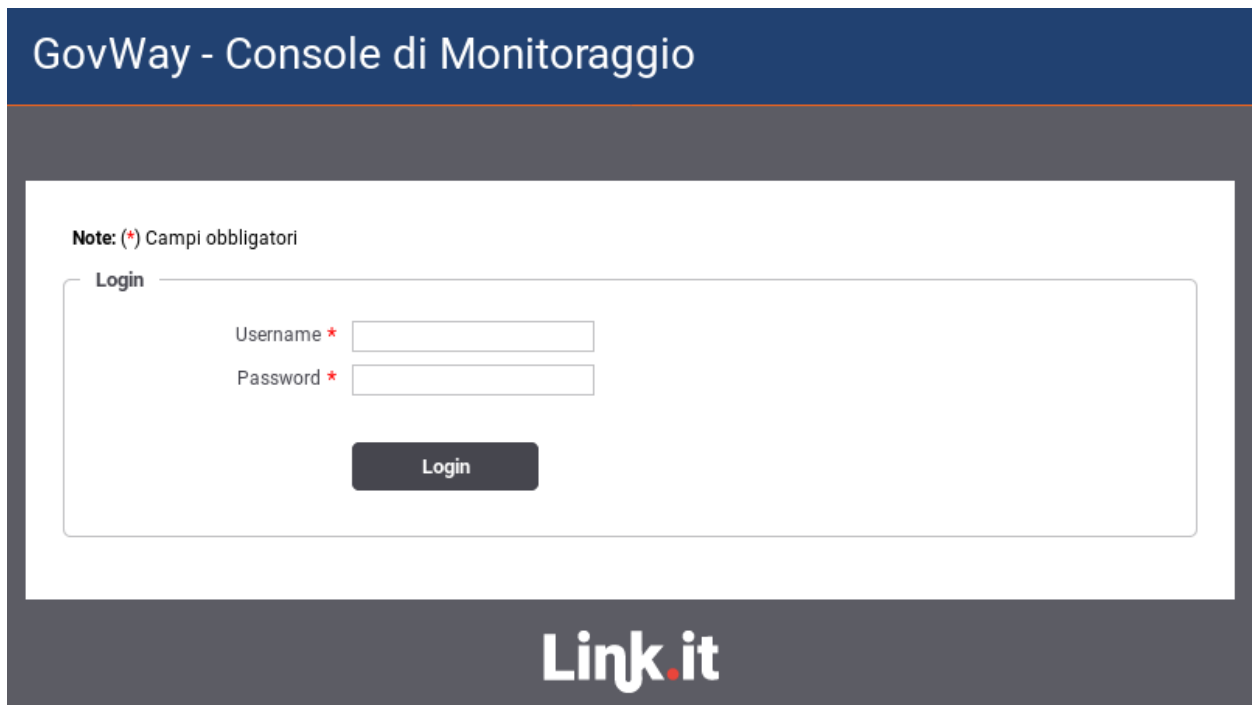 GovWay - Console di Monitoraggio
Note: (*) Campi obbligatori
Login
Username *
Password *
Login
Link.it